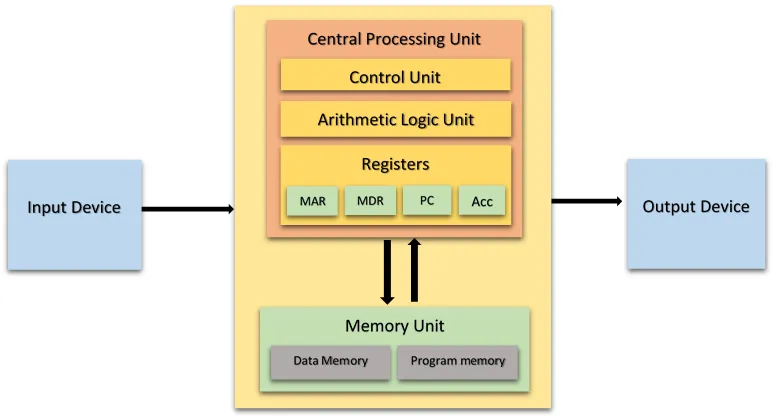 Central Processing Unit
Control Unit
Arithmetic Logic Unit
Registers
MAR MDR PC Acc
Input Device
Output Device
Memory Unit
Data Memory Program memory